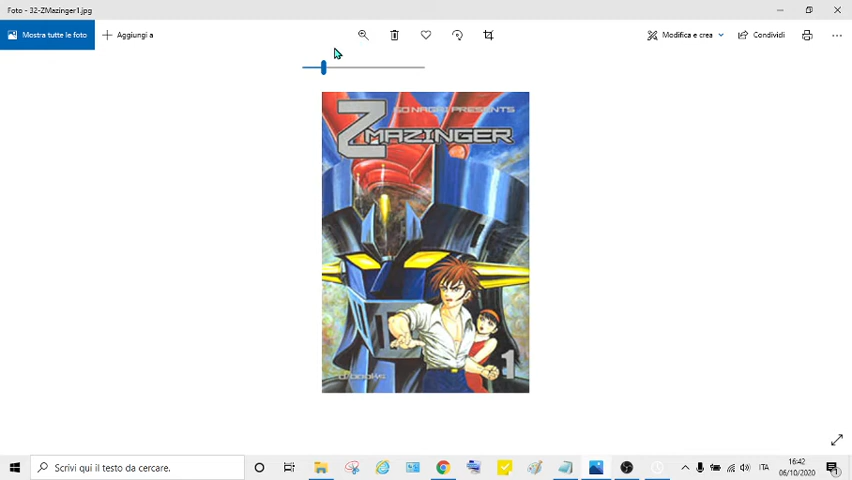 Foto - 32-ZMazinger1.jpg
Mostra tutte le foto
Aggiungi a
Modifica e crea
Condividi
GO NAGAI PRESENTS
Z MAZINGER
1
d/books
Scrivi qui il testo da cercare.
ITA
16:42
06/10/2020